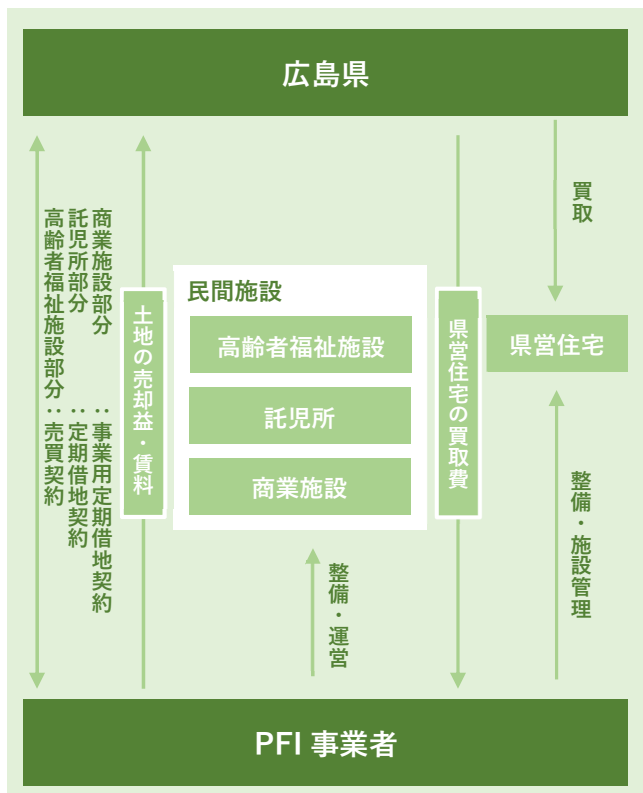 広島県
買取
商業施設部分：事業用定期借地契約
託児所部分：定期借地契約
高齢者福祉施設部分：売買契約
土地の売却益・賃料
民間施設
高齢者福祉施設
託児所
商業施設
県営住宅の買取費
県営住宅
整備・運営
整備・施設管理
PFI 事業者